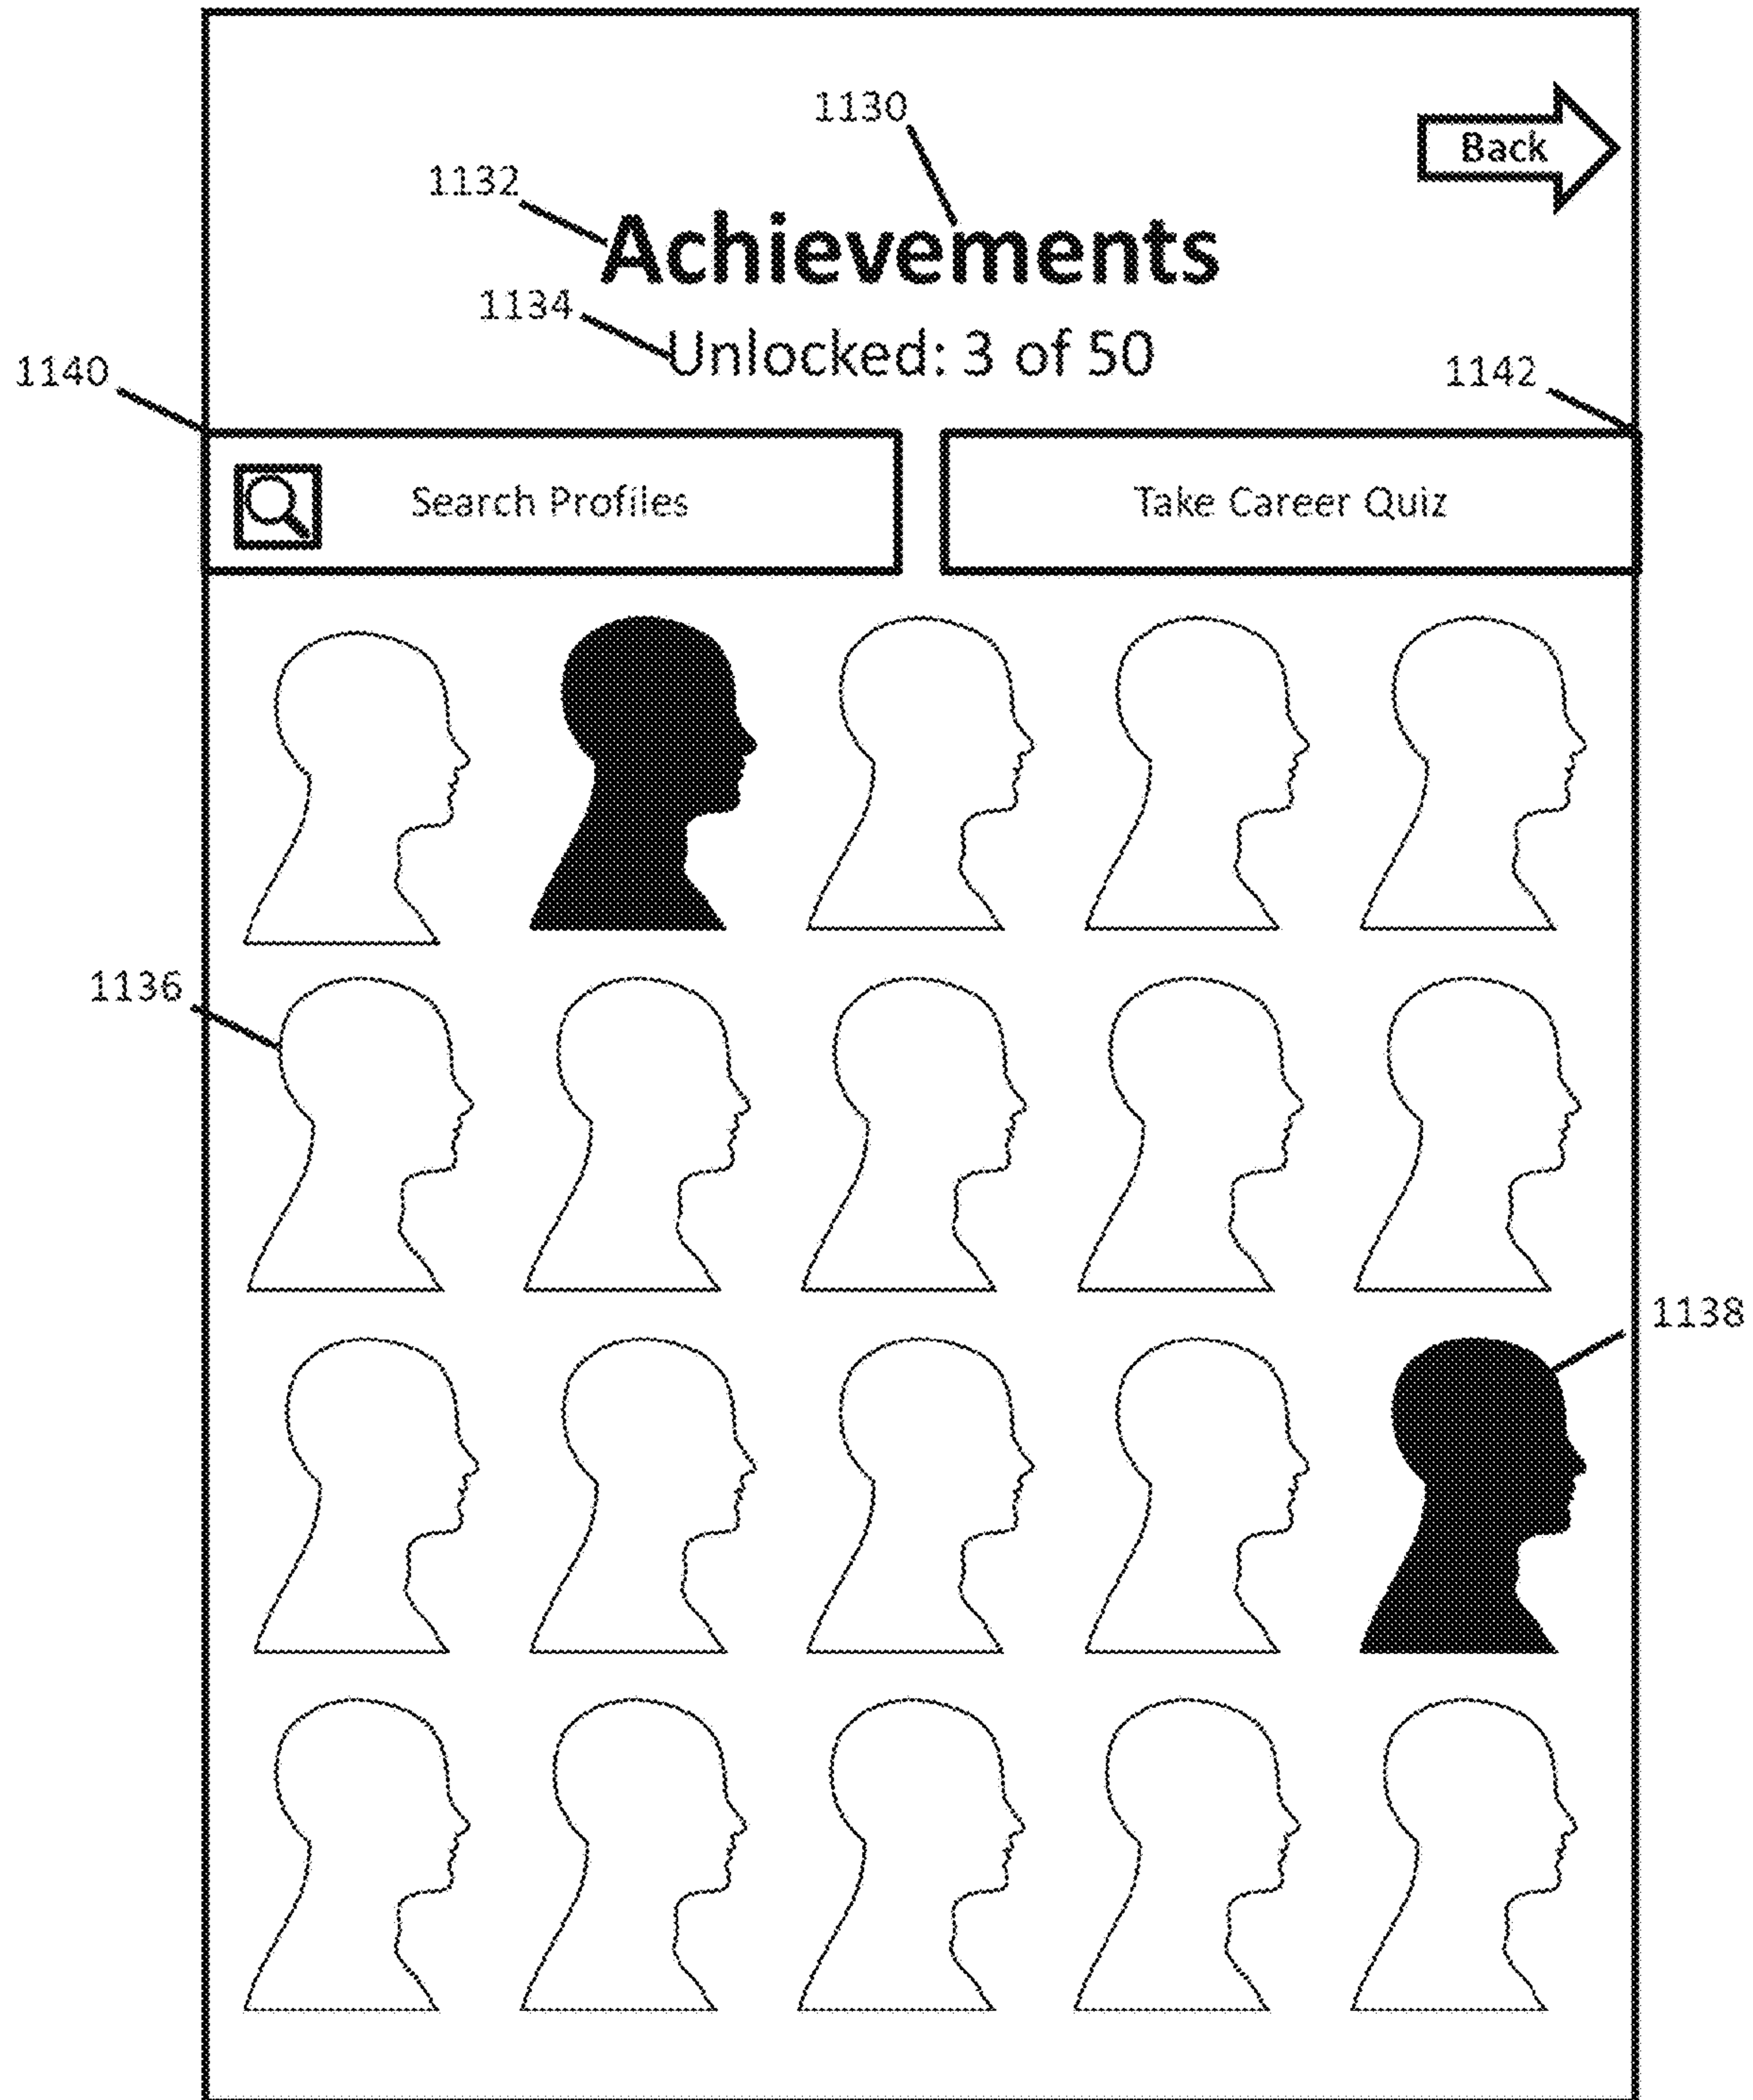 1130
Back
1132
Achievements
1134
Unlocked: 3 of 50
1140
1142
Search Profiles
Take Career Quiz
1136
1138